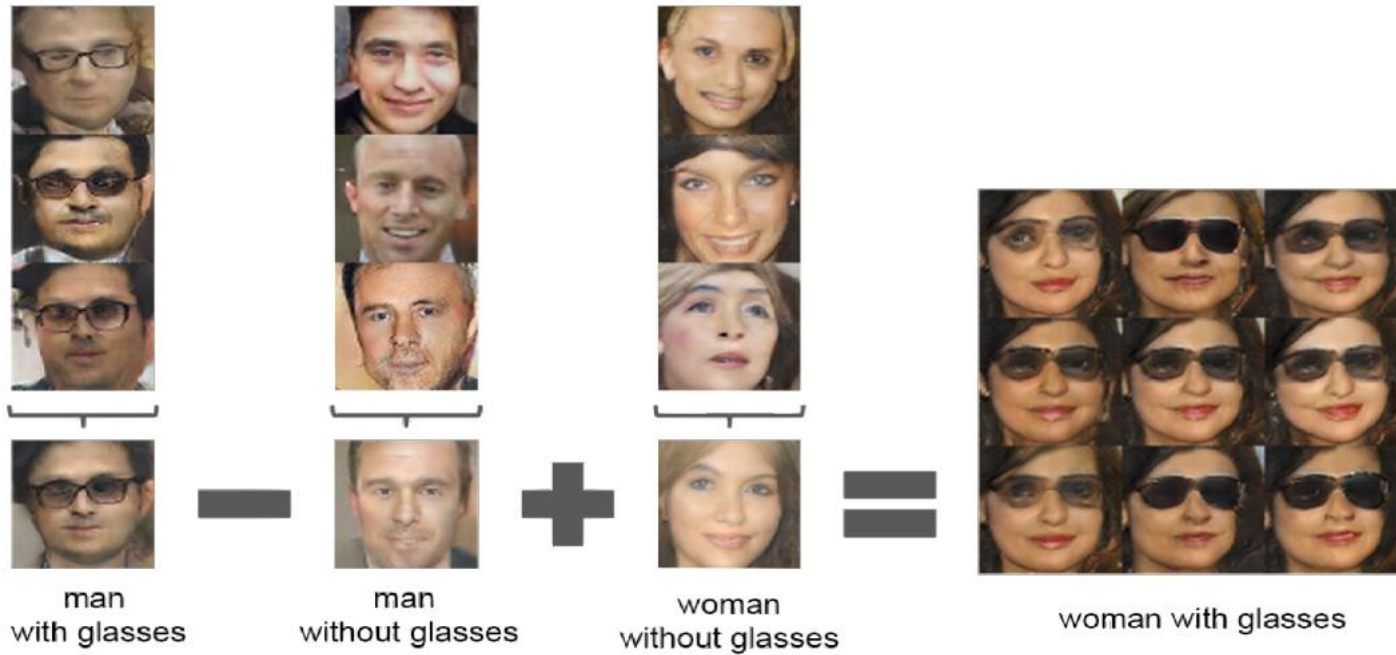 man
with glasses
man
without glasses
woman
without glasses
woman with glasses